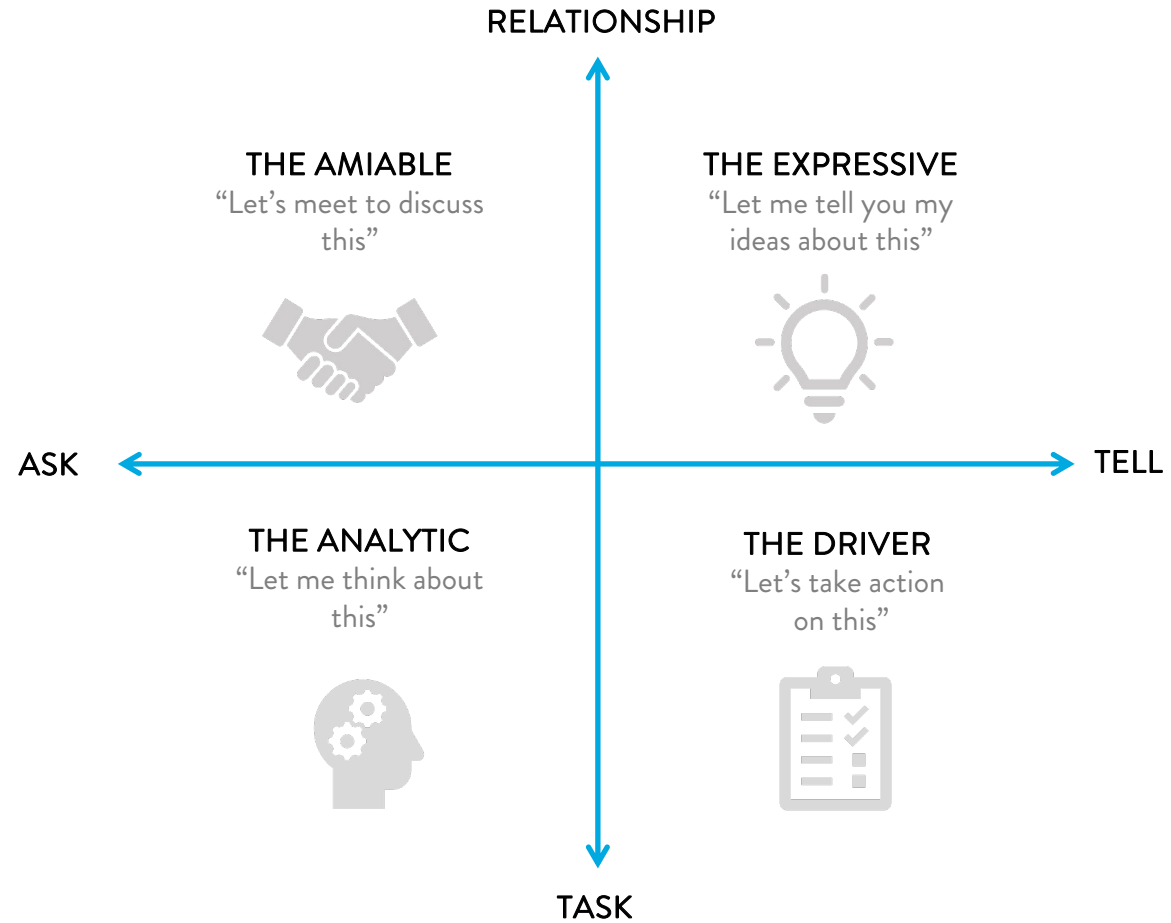 RELATIONSHIP
THE AMIABLE
“Let’s meet to discuss
this”
THE EXPRESSIVE
“Let me tell you my
ideas about this”
ASK
TELL
THE ANALYTIC
“Let me think about
this”
THE DRIVER
“Let’s take action
on this”
TASK